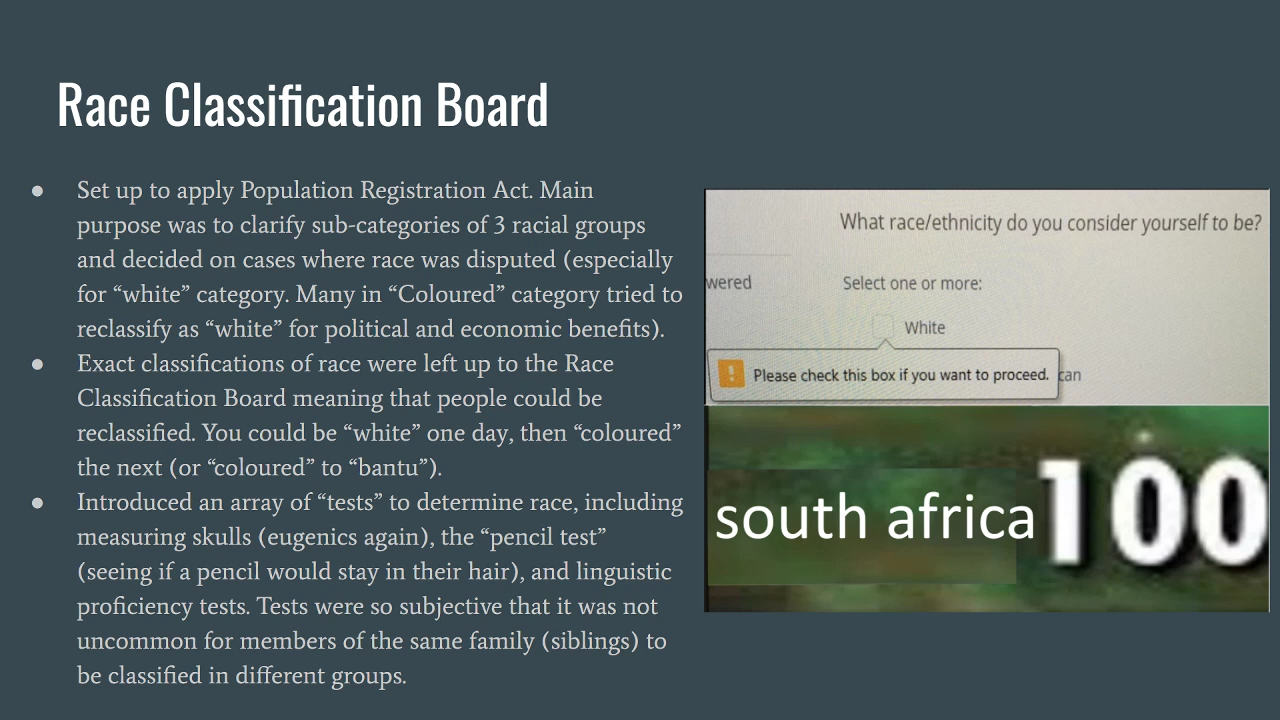 Race Classification Board
● Set up to apply Population Registration Act. Main
purpose was to clarify sub-categories of 3 racial groups
and decided on cases where race was disputed (especially
for “white” category. Many in “Coloured” category tried to
reclassify as “white” for political and economic benefits).
● Exact classifications of race were left up to the Race
Classification Board meaning that people could be
reclassified. You could be “white” one day, then “coloured”
the next (or “coloured” to “bantu”).
● Introduced an array of “tests” to determine race, including
measuring skulls (eugenics again), the “pencil test”
(seeing if a pencil would stay in their hair), and linguistic
proficiency tests. Tests were so subjective that it was not
uncommon for members of the same family (siblings) to
be classified in different groups.
What race/ethnicity do you consider yourself to be?
wered
Select one or more:
White
! Please check this box if you want to proceed. can
south africa 100